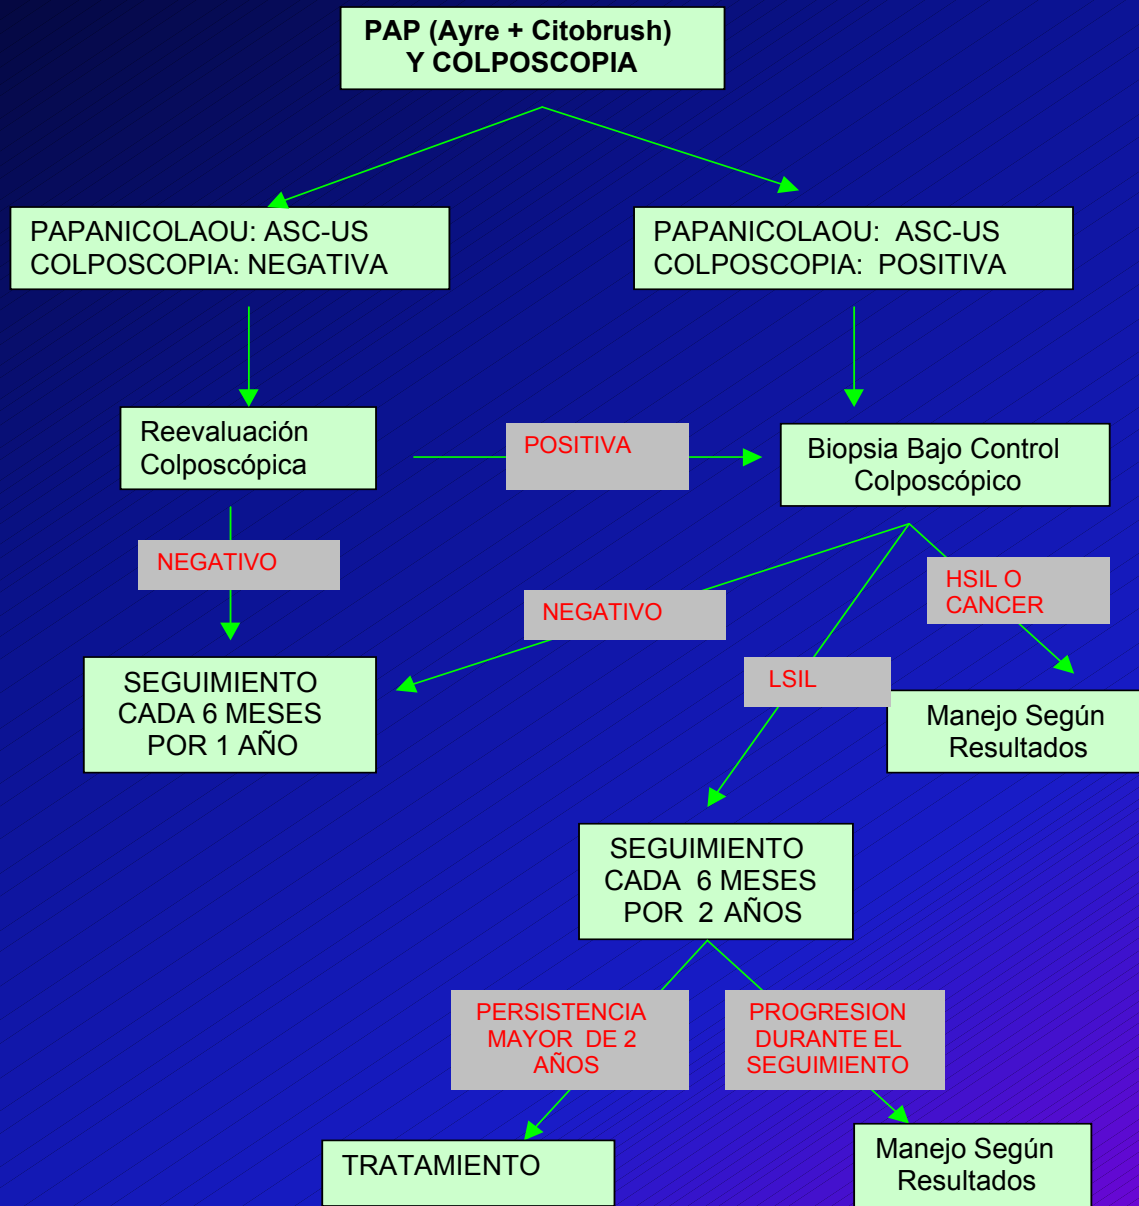 PAP (Ayre + Citobrush)
Y COLPOSCOPIA
PAPANICOLAOU: ASC-US
COLPOSCOPIA: NEGATIVA
PAPANICOLAOU: ASC-US
COLPOSCOPIA: POSITIVA
Reevaluación
Colposcópica
POSITIVA
Biopsia Bajo Control
Colposcópico
NEGATIVO
NEGATIVO
HSIL O
CANCER
LSIL
SEGUIMIENTO
CADA 6 MESES
POR 1 AÑO
Manejo Según
Resultados
SEGUIMIENTO
CADA 6 MESES
POR 2 AÑOS
PERSISTENCIA
MAYOR DE 2
AÑOS
PROGRESION
DURANTE EL
SEGUIMIENTO
TRATAMIENTO
Manejo Según
Resultados